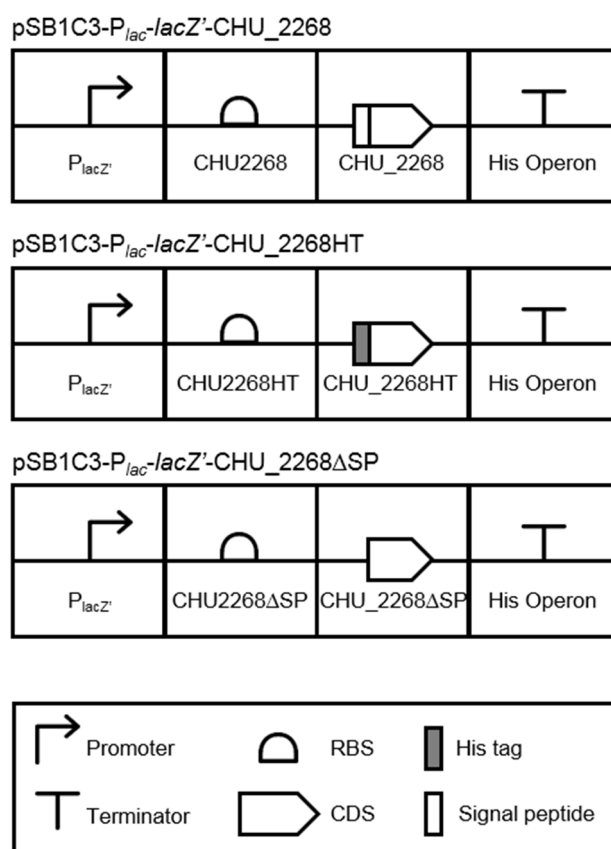 pSB1C3-Plac-lacZ'-CHU_2268
PlacZ' CHU2268 CHU_2268 His Operon
pSB1C3-Plac-lacZ'-CHU_2268HT
PlacZ' CHU2268HT CHU_2268HT His Operon
pSB1C3-Plac-lacZ'-CHU_2268ΔSP
PlacZ' CHU2268ΔSP CHU_2268ΔSP His Operon
Promoter RBS His tag
Terminator CDS Signal peptide